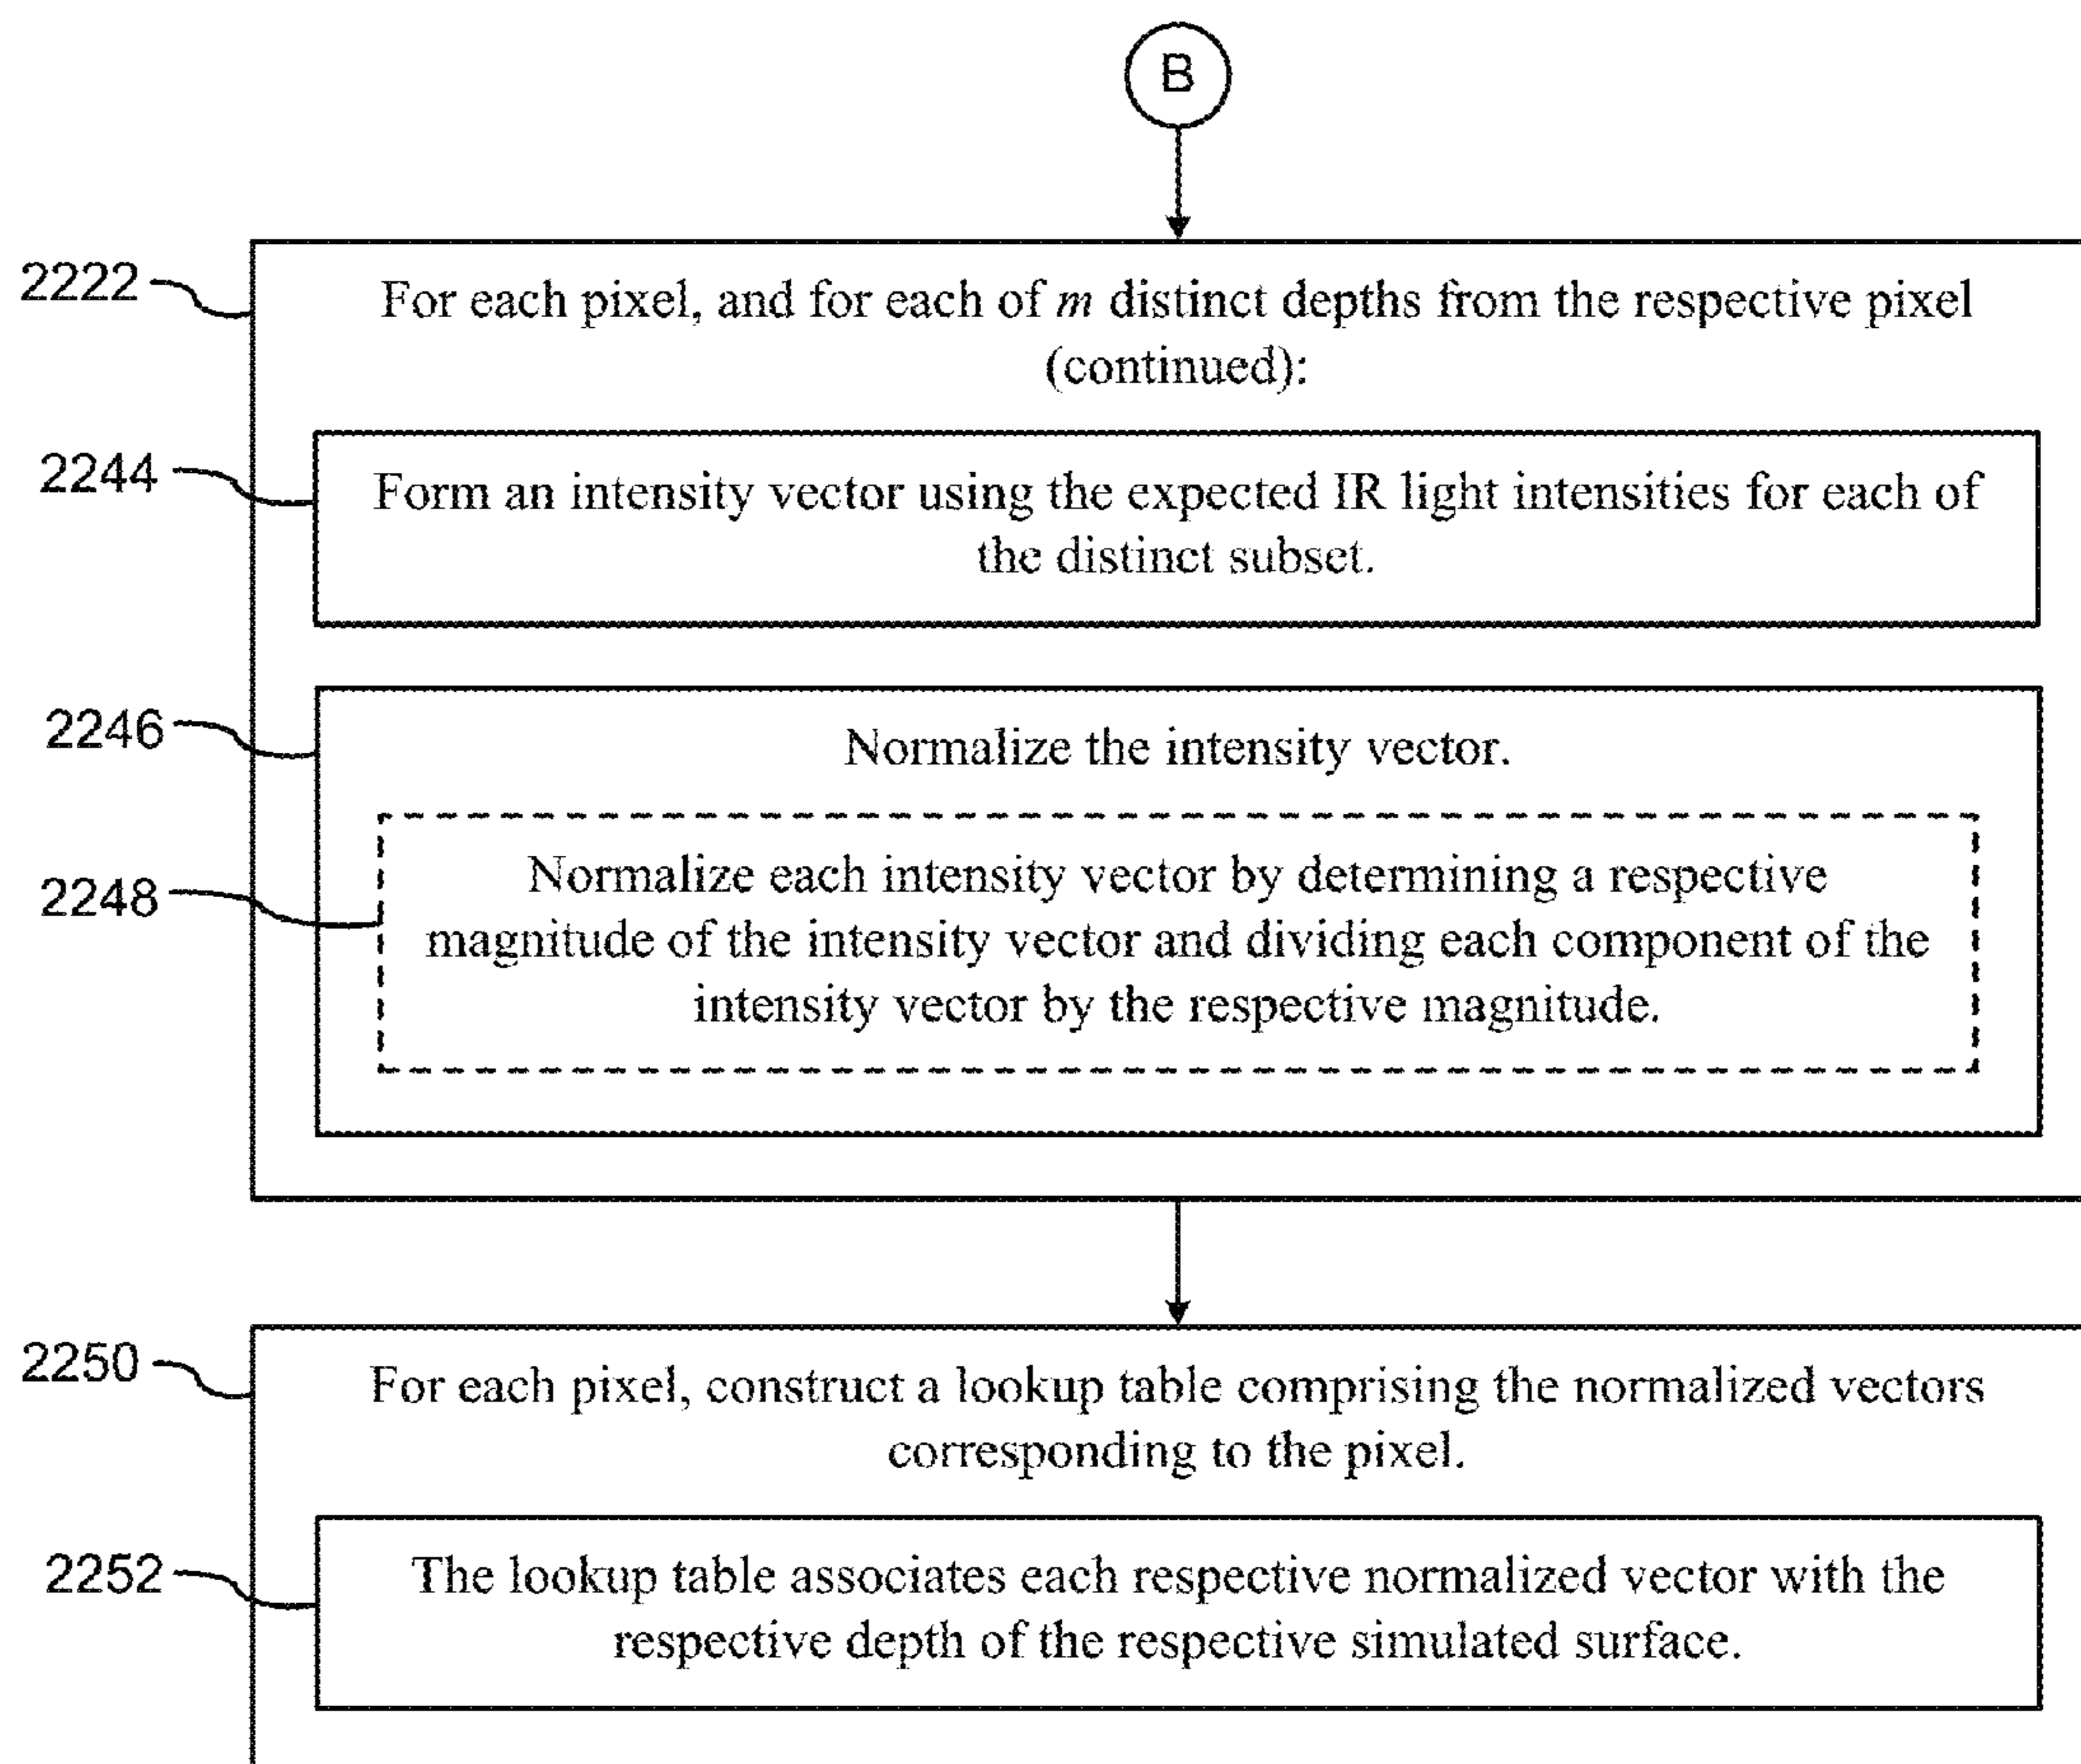 B
2222
For each pixel, and for each of m distinct depths from the respective pixel
(continued):
2244
Form an intensity vector using the expected IR light intensities for each of
the distinct subset.
2246
Normalize the intensity vector.
2248
Normalize each intensity vector by determining a respective
magnitude of the intensity vector and dividing each component of the
intensity vector by the respective magnitude.
2250
For each pixel, construct a lookup table comprising the normalized vectors
corresponding to the pixel.
2252
The lookup table associates each respective normalized vector with the
respective depth of the respective simulated surface.